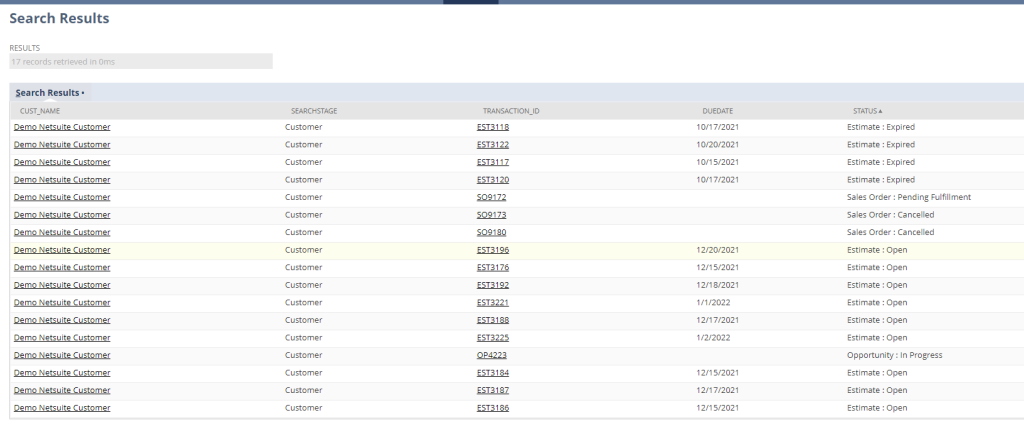 Search Results
RESULTS
17 records retrieved in 0ms
Search Results •
CUST_NAME SEARCHSTAGE TRANSACTION_ID DUEDATE STATUS▲
Demo Netsuite Customer Customer EST3118 10/17/2021 Estimate : Expired
Demo Netsuite Customer Customer EST3122 10/20/2021 Estimate : Expired
Demo Netsuite Customer Customer EST3117 10/15/2021 Estimate : Expired
Demo Netsuite Customer Customer EST3120 10/17/2021 Estimate : Expired
Demo Netsuite Customer Customer SO9172 Sales Order : Pending Fulfillment
Demo Netsuite Customer Customer SO9173 Sales Order : Cancelled
Demo Netsuite Customer Customer SO9180 Sales Order : Cancelled
Demo Netsuite Customer Customer EST3196 12/20/2021 Estimate : Open
Demo Netsuite Customer Customer EST3176 12/15/2021 Estimate : Open
Demo Netsuite Customer Customer EST3192 12/18/2021 Estimate : Open
Demo Netsuite Customer Customer EST3221 1/1/2022 Estimate : Open
Demo Netsuite Customer Customer EST3188 12/17/2021 Estimate : Open
Demo Netsuite Customer Customer EST3225 1/2/2022 Estimate : Open
Demo Netsuite Customer Customer OP4223 Opportunity : In Progress
Demo Netsuite Customer Customer EST3184 12/15/2021 Estimate : Open
Demo Netsuite Customer Customer EST3187 12/17/2021 Estimate : Open
Demo Netsuite Customer Customer EST3186 12/15/2021 Estimate : Open